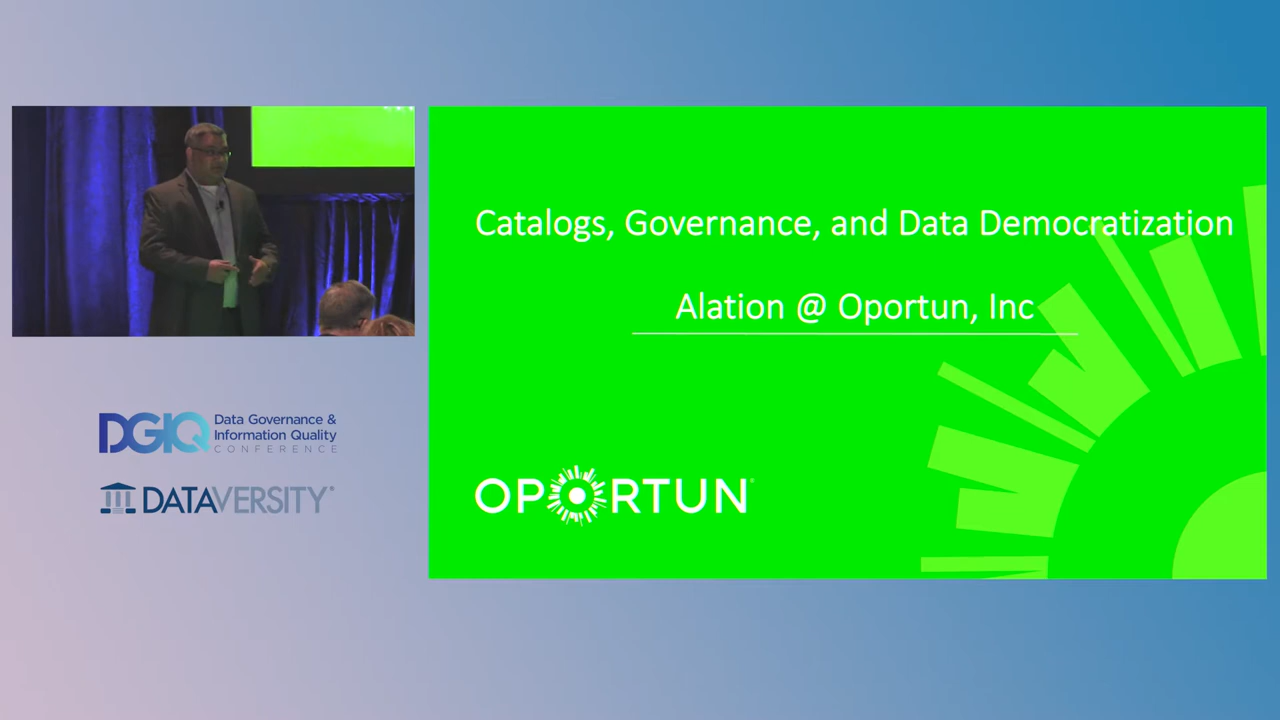 Catalogs, Governance, and Data Democratization
Alation @ Oportun, Inc
OPORTUN
DGIQ
Data Governance &
Information Quality
CONFERENCE
DATAVERSITY